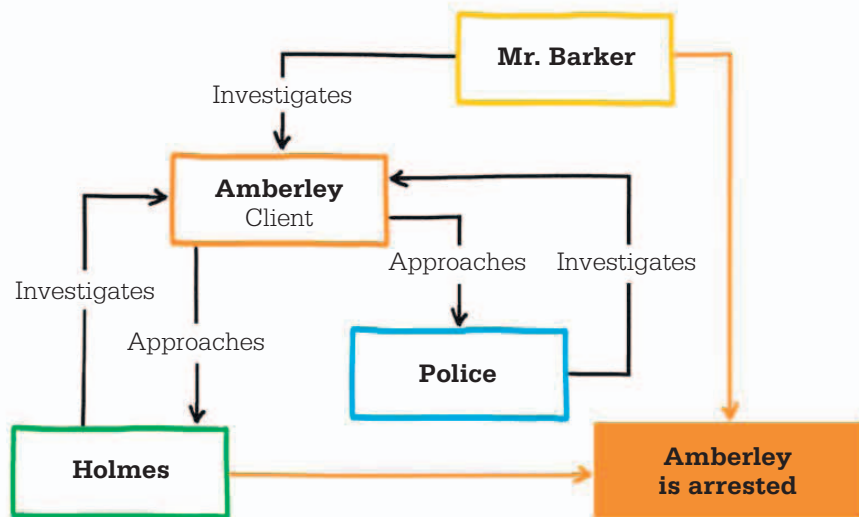 Mr. Barker
Investigates
Amberley
Client
Approaches
Investigates
Investigates
Approaches
Police
Holmes
Amberley
is arrested